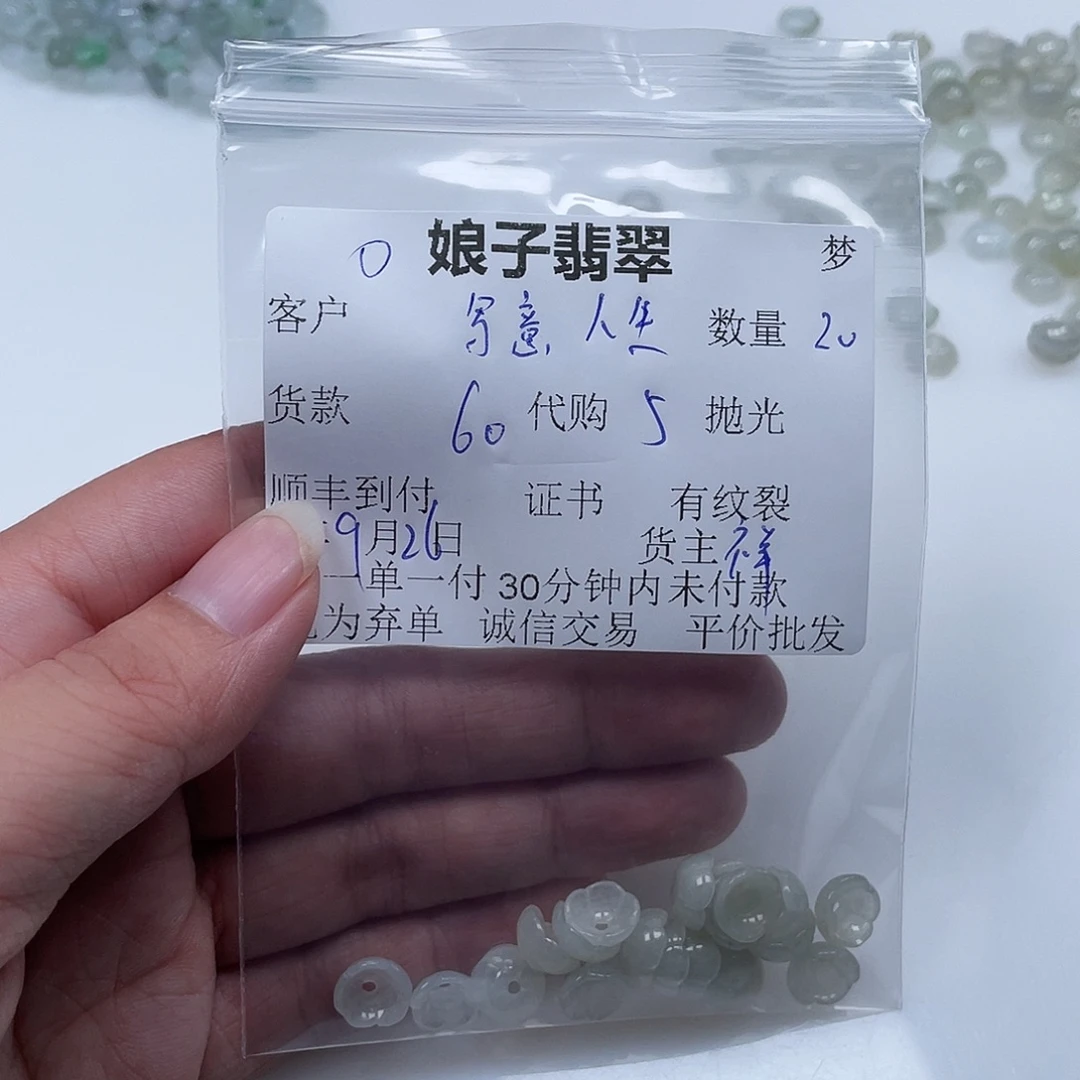 0 娘子翡翠 梦
客户 写意人生 数量 20
货款 60 代购 5 抛光
顺丰到付 证书 有纹裂
9月26日 货主 祥
一单一付 30分钟内未付款
为弃单 诚信交易 平价批发